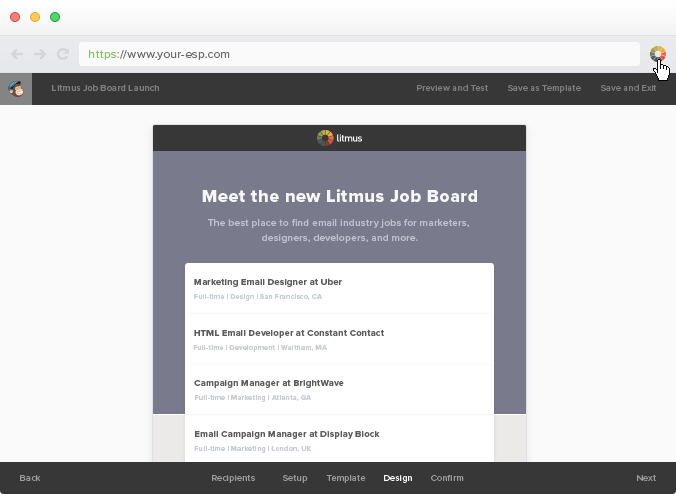 https://www.your-esp.com
Litmus Job Board Launch Preview and Test Save as Template Save and Exit
litmus
Meet the new Litmus Job Board
The best place to find email industry jobs for marketers,
designers, developers, and more.
Marketing Email Designer at Uber
Full-time | Design | San Francisco, CA
HTML Email Developer at Constant Contact
Full-time | Development | Waltham, MA
Campaign Manager at BrightWave
Full-time | Marketing | Atlanta, GA
Email Campaign Manager at Display Block
Full-time | Marketing | London, UK
Back Recipients Setup Template Design Confirm Next